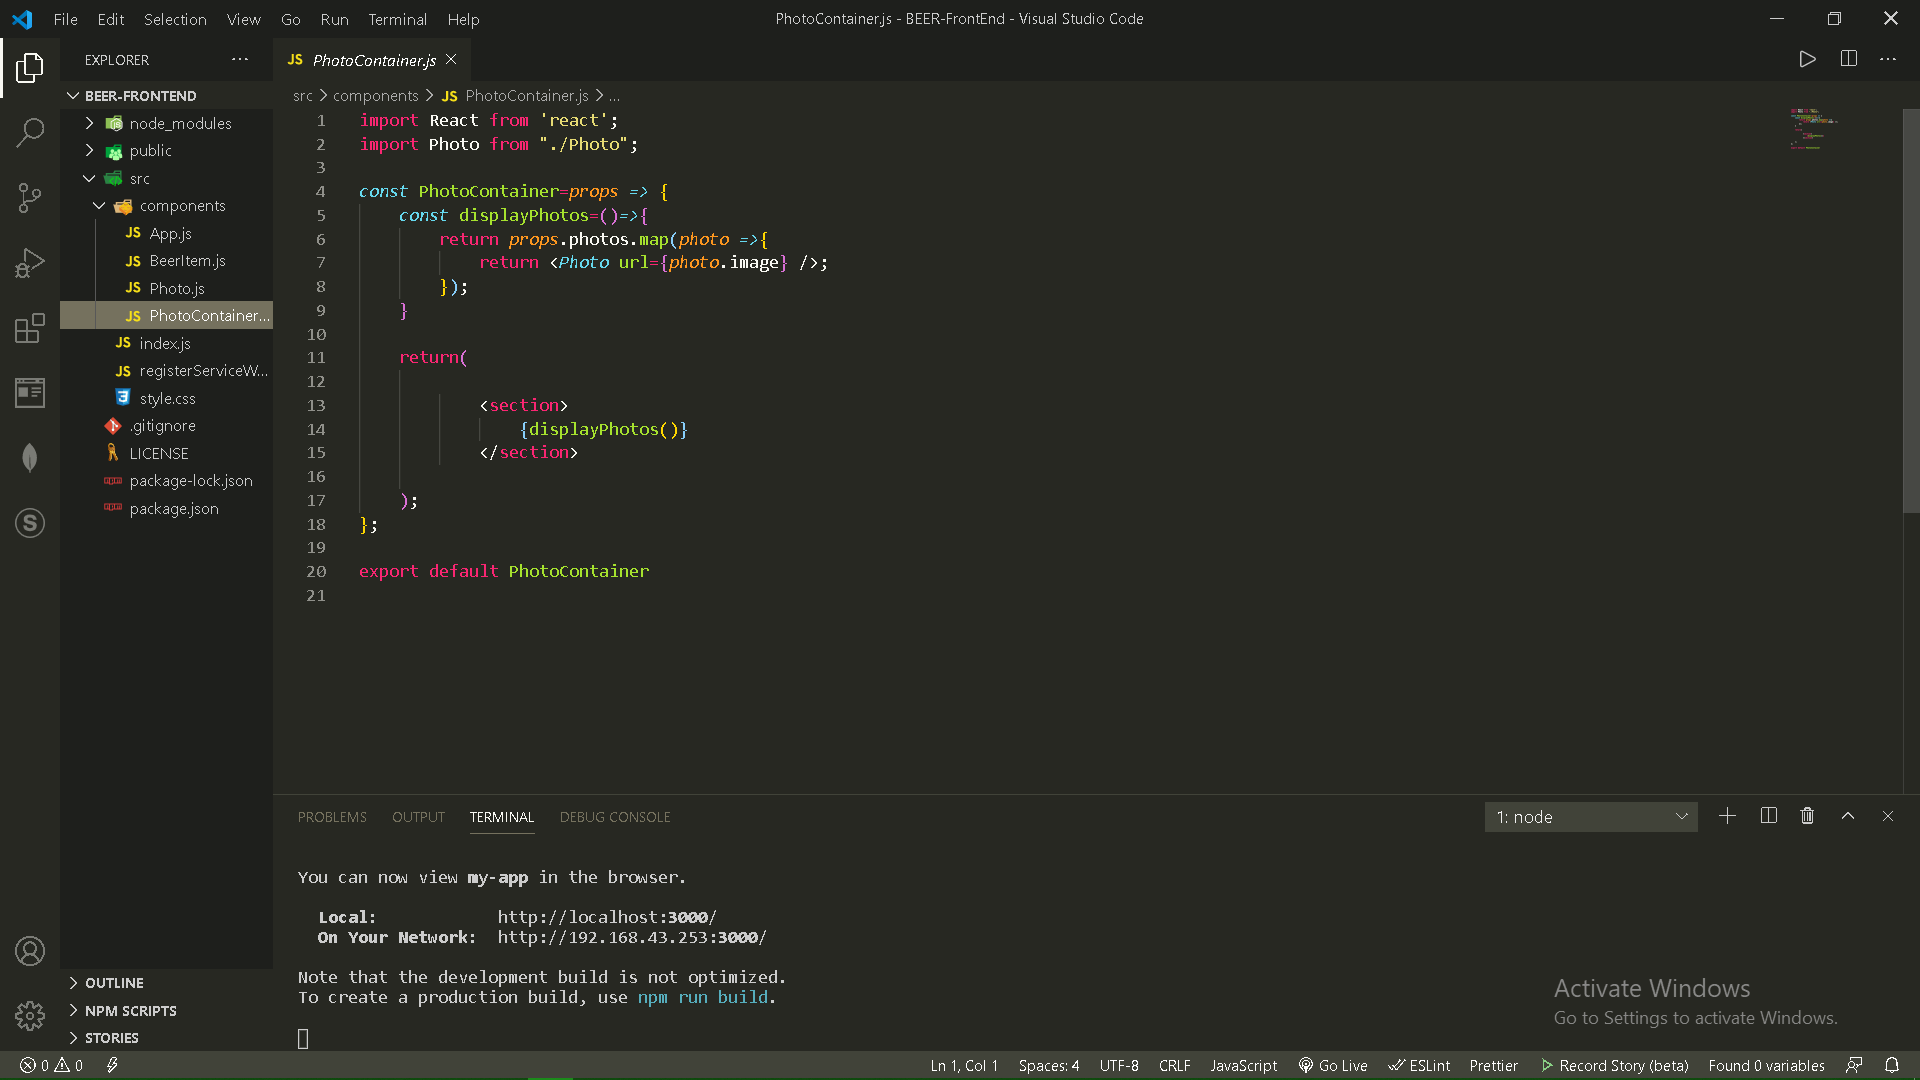 File Edit Selection View Go Run Terminal Help
PhotoContainer.js - BEER-FrontEnd - Visual Studio Code
EXPLORER
JS PhotoContainer.js
BEER-FRONTEND
node_modules
public
src
components
JS App.js
JS BeerItem.js
JS Photo.js
JS PhotoContainer...
JS index.js
JS registerServiceW...
style.css
.gitignore
LICENSE
package-lock.json
package.json
OUTLINE
NPM SCRIPTS
STORIES
src > components > JS PhotoContainer.js > ...
1 import React from 'react';
2 import Photo from "./Photo";
3
4 const PhotoContainer=props => {
5 const displayPhotos=()=>{
6 return props.photos.map(photo =>{
7 return <Photo url={photo.image} />;
8 });
9 }
10
11 return(
12
13 <section>
14 {displayPhotos()}
15 </section>
16
17 );
18 };
19
20 export default PhotoContainer
21
PROBLEMS OUTPUT TERMINAL DEBUG CONSOLE
1: node
You can now view my-app in the browser.
Local: http://localhost:3000/
On Your Network: http://192.168.43.253:3000/
Note that the development build is not optimized.
To create a production build, use npm run build.
Activate Windows
Go to Settings to activate Windows.
0 0
Ln 1, Col 1 Spaces: 4 UTF-8 CRLF JavaScript Go Live ESLint Prettier Record Story (beta) Found 0 variables